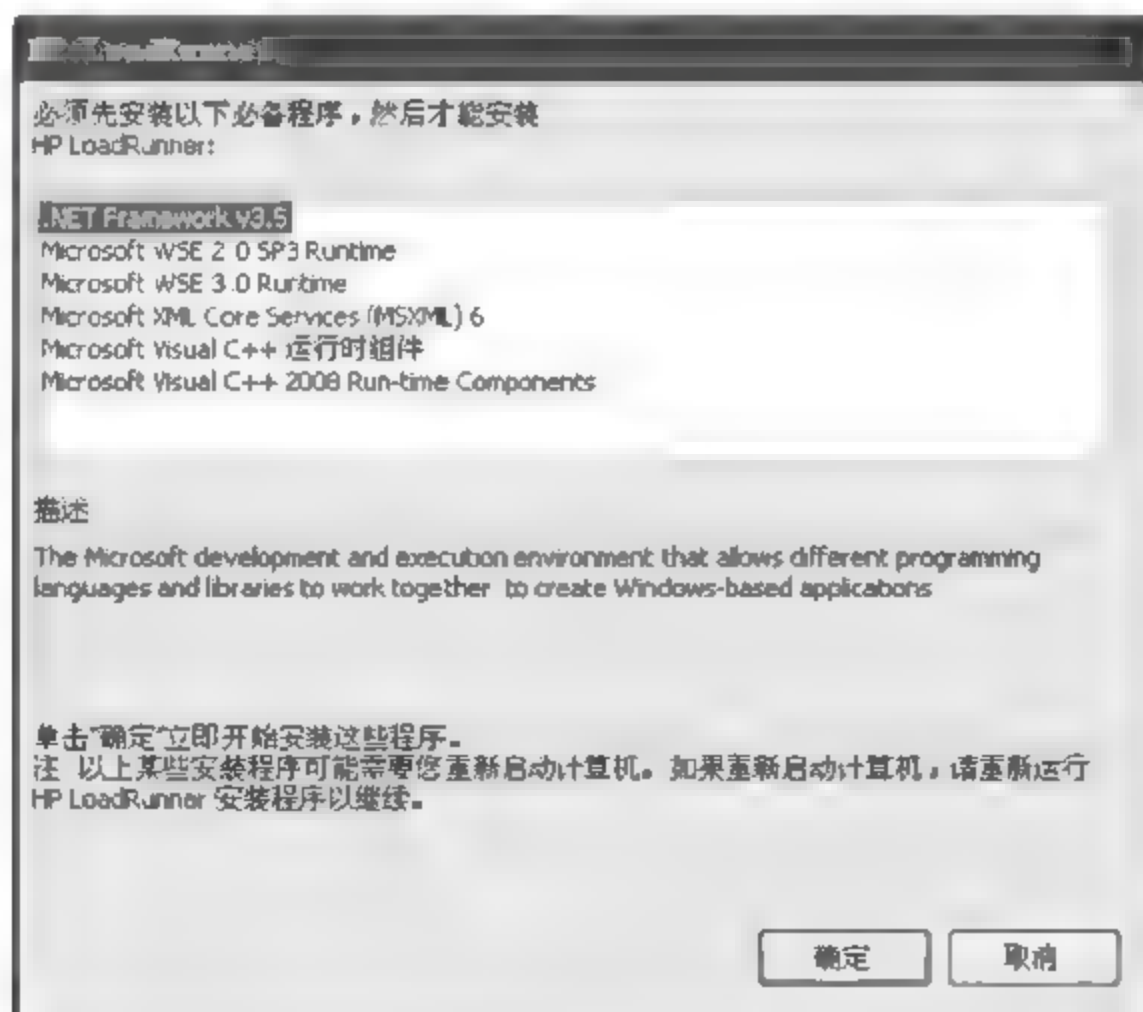 必须先安装以下必备程序，然后才能安装
HP LoadRunner:
.NET Framework v3.5
Microsoft WSE 2.0 SP3 Runtime
Microsoft WSE 3.0 Runtime
Microsoft XML Core Services (MSXML) 6
Microsoft Visual C++ 运行时组件
Microsoft Visual C++ 2008 Run-time Components
描述
The Microsoft development and execution environment that allows different programming
languages and libraries to work together to create Windows-based applications
单击"确定"立即开始安装这些程序。
注 以上某些安装程序可能需要您重新启动计算机。如果重新启动计算机，请重新运行
HP LoadRunner 安装程序以继续。
确定
取消